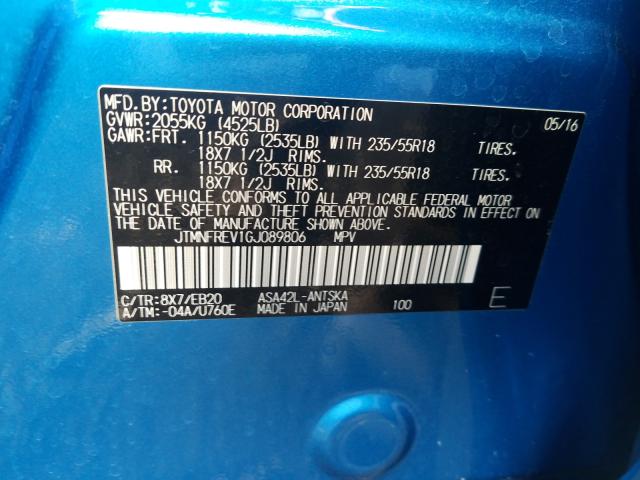 MFD.BY:TOYOTA MOTOR CORPORATION 05/16
GVWR:2055KG (4525LB)
GAWR:FRT. 1150KG (2535LB) WITH 235/55R18 TIRES.
18X7 1/2J RIMS.
RR. 1150KG (2535LB) WITH 235/55R18 TIRES.
18X7 1/2J RIMS.
THIS VEHICLE CONFORMS TO ALL APPLICABLE FEDERAL MOTOR
VEHICLE SAFETY AND THEFT PREVENTION STANDARDS IN EFFECT ON
THE DATE OF MANUFACTURE SHOWN ABOVE.
JTMNFREV1GJ089806 MPV
C/TR:8X7/EB20 ASA42L-ANTSKA E
A/TM:-04A/U760E MADE IN JAPAN 100